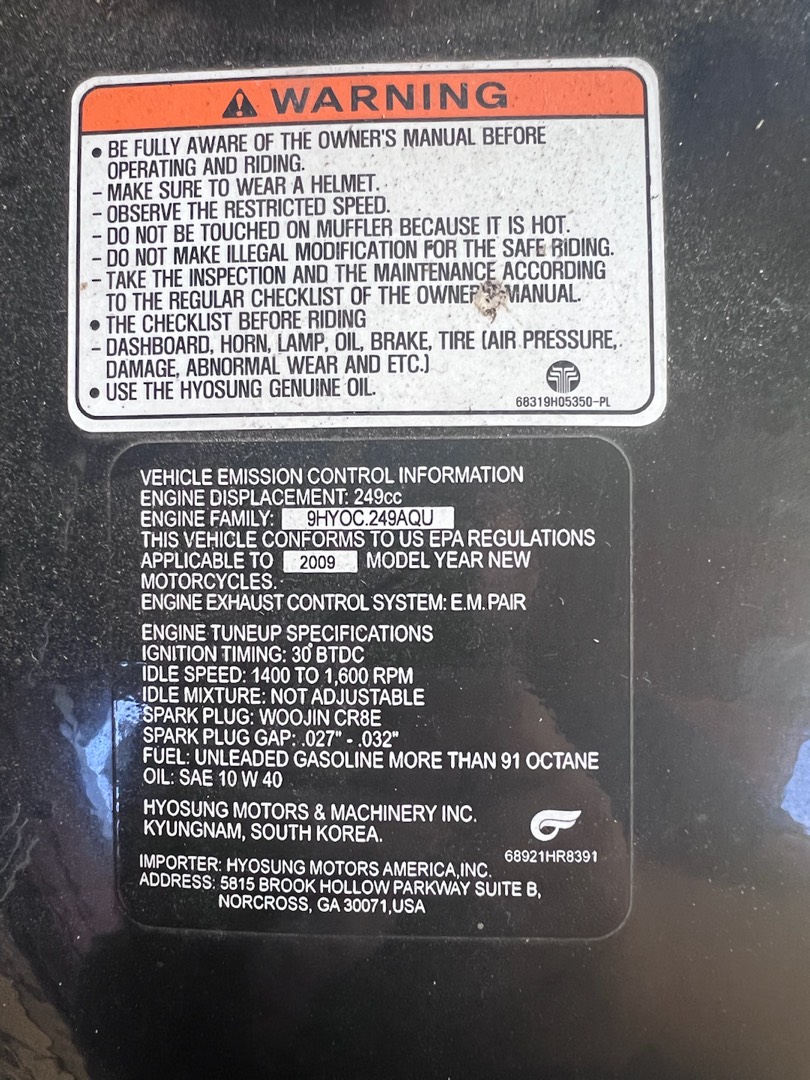 WARNING
• BE FULLY AWARE OF THE OWNER'S MANUAL BEFORE
OPERATING AND RIDING.
- MAKE SURE TO WEAR A HELMET.
- OBSERVE THE RESTRICTED SPEED.
- DO NOT BE TOUCHED ON MUFFLER BECAUSE IT IS HOT.
- DO NOT MAKE ILLEGAL MODIFICATION FOR THE SAFE RIDING.
- TAKE THE INSPECTION AND THE MAINTENANCE ACCORDING
TO THE REGULAR CHECKLIST OF THE OWNER'S MANUAL.
• THE CHECKLIST BEFORE RIDING
- DASHBOARD, HORN, LAMP, OIL, BRAKE, TIRE (AIR PRESSURE,
DAMAGE, ABNORMAL WEAR AND ETC.)
• USE THE HYOSUNG GENUINE OIL.
68319H05350-PL
VEHICLE EMISSION CONTROL INFORMATION
ENGINE DISPLACEMENT: 249cc
ENGINE FAMILY: 9HYOC.249AQU
THIS VEHICLE CONFORMS TO US EPA REGULATIONS
APPLICABLE TO 2009 MODEL YEAR NEW
MOTORCYCLES.
ENGINE EXHAUST CONTROL SYSTEM: E.M.PAIR
ENGINE TUNEUP SPECIFICATIONS
IGNITION TIMING: 30° BTDC
IDLE SPEED: 1400 TO 1,600 RPM
IDLE MIXTURE: NOT ADJUSTABLE
SPARK PLUG: WOOJIN CR8E
SPARK PLUG GAP: .027" - .032"
FUEL: UNLEADED GASOLINE MORE THAN 91 OCTANE
OIL: SAE 10 W 40
HYOSUNG MOTORS & MACHINERY INC.
KYUNGNAM, SOUTH KOREA.
68921HR8391
IMPORTER: HYOSUNG MOTORS AMERICA,INC.
ADDRESS: 5815 BROOK HOLLOW PARKWAY SUITE B,
NORCROSS, GA 30071,USA